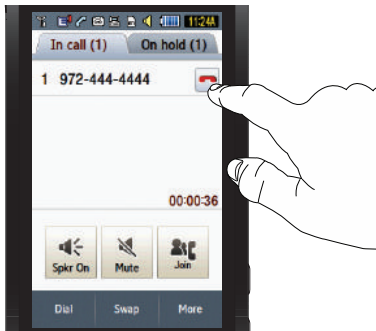 11:24A
In call (1) On hold (1)
1 972-444-4444
00:00:36
Spkr On Mute Join
Dial Swap More